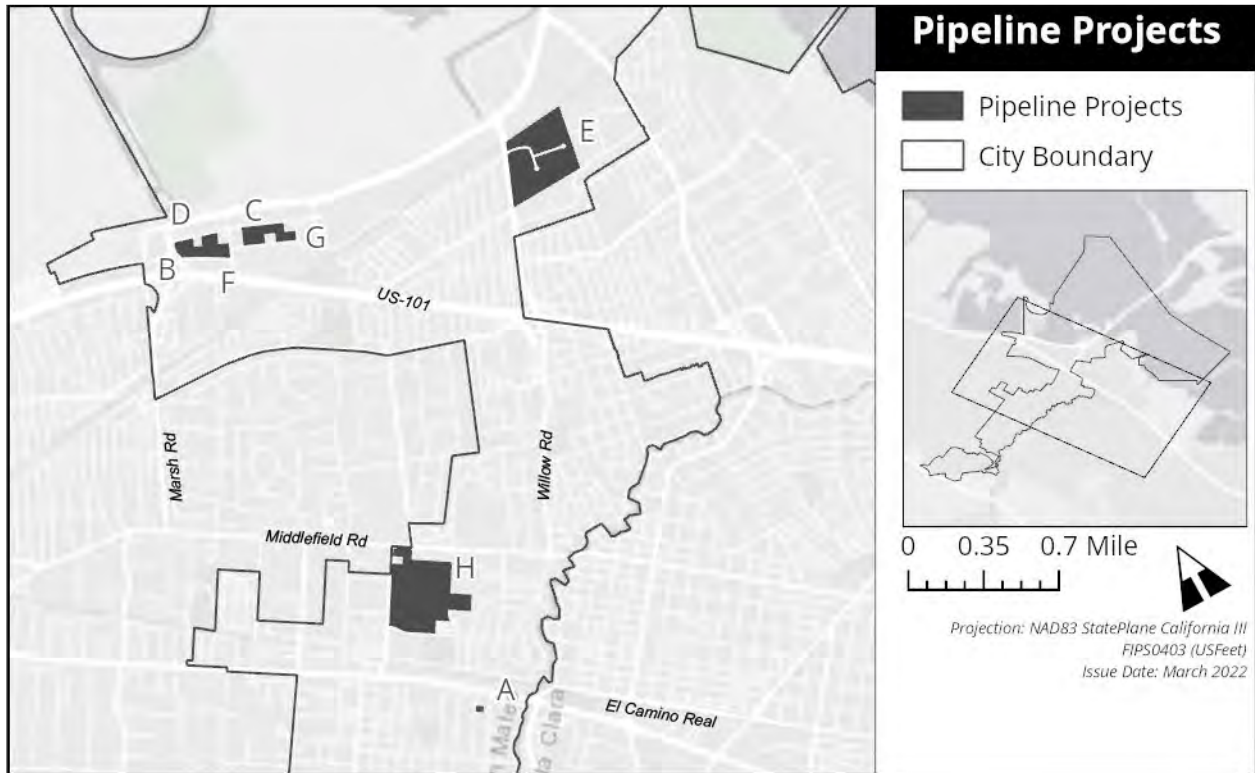 Pipeline Projects
Pipeline Projects
City Boundary
E
D
C
G
B
F
US-101
Marsh Rd
Willow Rd
Middlefield Rd
H
A
El Camino Real
Clara
0 0.35 0.7 Mile
Projection: NAD83 StatePlane California III
FIPS0403 (USFeet)
Issue Date: March 2022